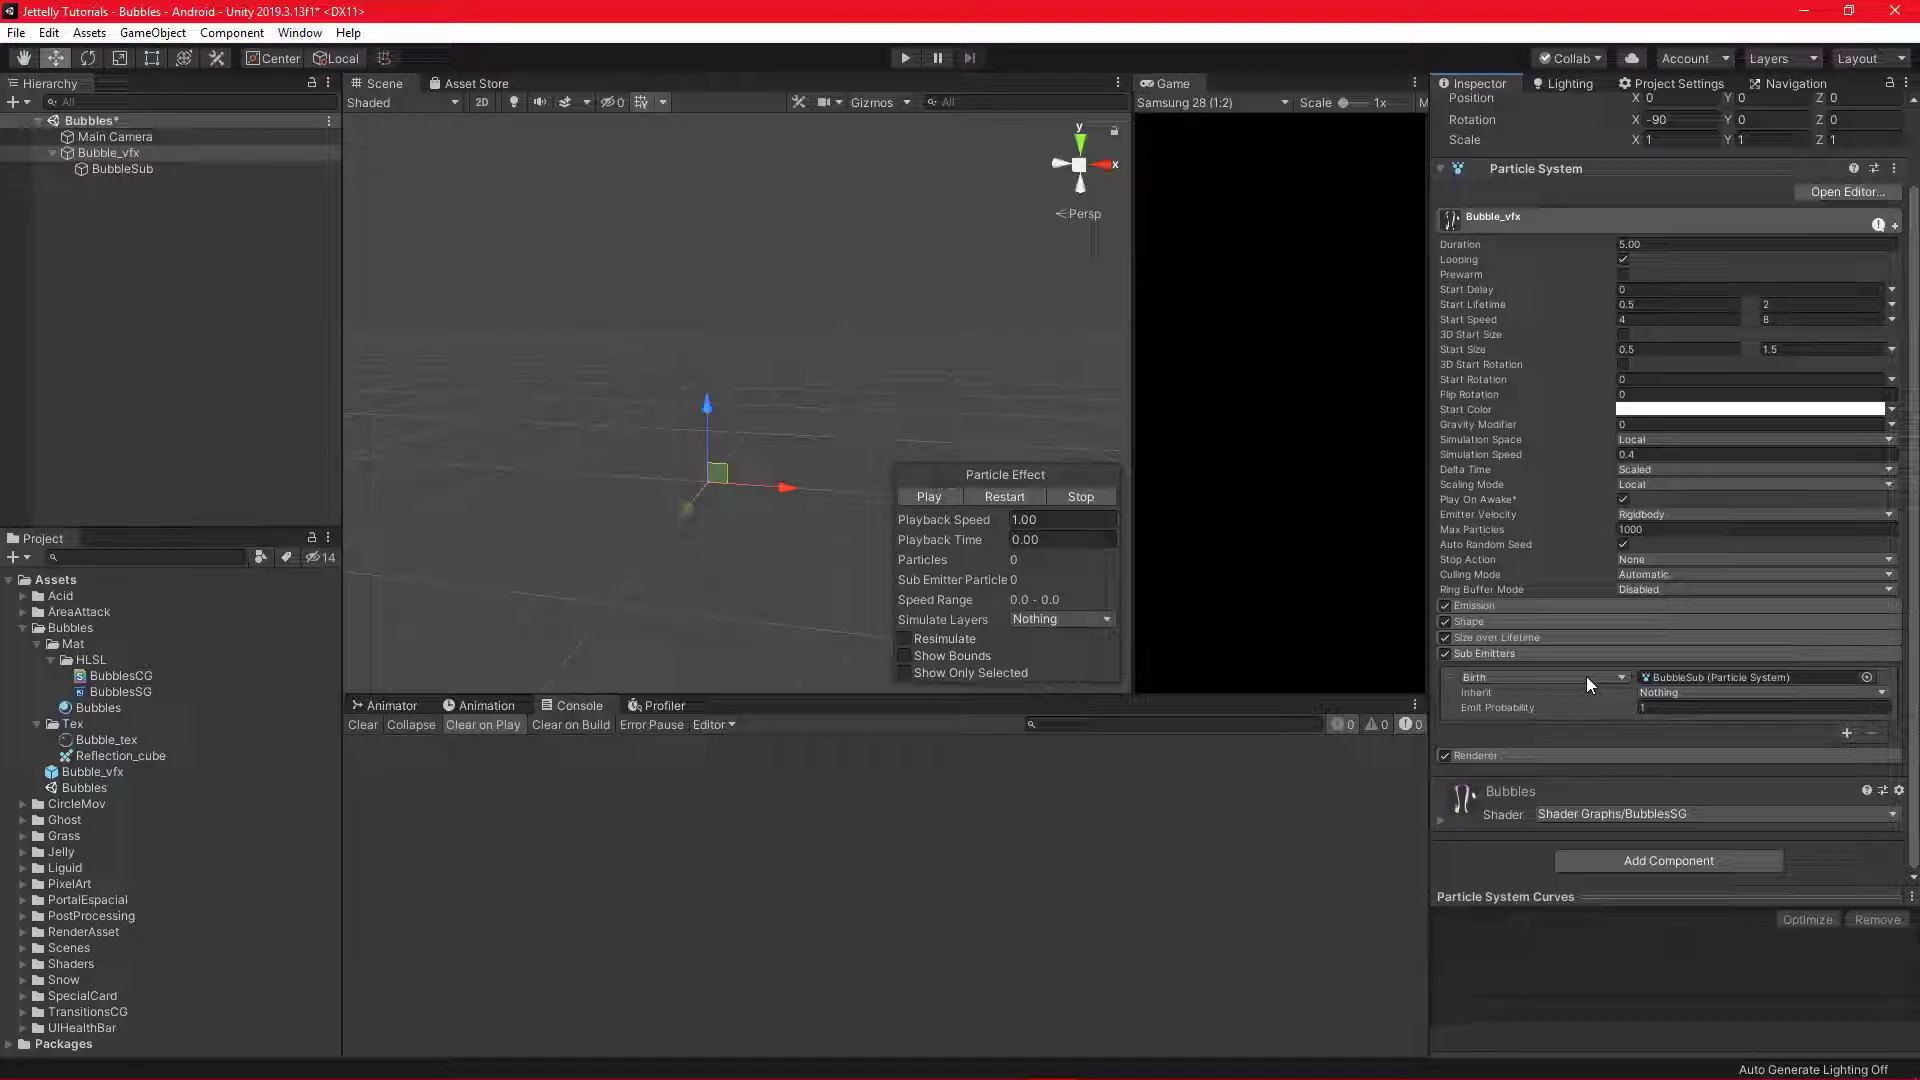 Jettelly Tutorials - Bubbles - Android - Unity 2019.3.13f1* <DX11>
File Edit Assets GameObject Component Window Help
Center Local Collab Account Layers Layout
Hierarchy
All
Bubbles*
Main Camera
Bubble_vfx
BubbleSub
Scene Asset Store
Shaded 2D 0 Gizmos All
y
x
Persp
Particle Effect
Play Restart Stop
Playback Speed 1.00
Playback Time 0.00
Particles 0
Sub Emitter Particle 0
Speed Range 0.0 - 0.0
Simulate Layers Nothing
Resimulate
Show Bounds
Show Only Selected
Game
Samsung 28 (1:2) Scale 1x M
Project
14
Assets
Acid
AreaAttack
Bubbles
Mat
HLSL
BubblesCG
BubblesSG
Bubbles
Tex
Bubble_tex
Reflection_cube
Bubble_vfx
Bubbles
CircleMov
Ghost
Grass
Jelly
Liguid
PixelArt
PortalEspacial
PostProcessing
RenderAsset
Scenes
Shaders
Snow
SpecialCard
TransitionsCG
UIHealthBar
Packages
Animator Animation Console Profiler
Clear Collapse Clear on Play Clear on Build Error Pause Editor 0 0 0
Inspector Lighting Project Settings Navigation
Position X 0 Y 0 Z 0
Rotation X -90 Y 0 Z 0
Scale X 1 Y 1 Z 1
Particle System
Open Editor...
Bubble_vfx
Duration 5.00
Looping
Prewarm
Start Delay 0
Start Lifetime 0.5 2
Start Speed 4 8
3D Start Size
Start Size 0.5 1.5
3D Start Rotation
Start Rotation 0
Flip Rotation 0
Start Color
Gravity Modifier 0
Simulation Space Local
Simulation Speed 0.4
Delta Time Scaled
Scaling Mode Local
Play On Awake*
Emitter Velocity Rigidbody
Max Particles 1000
Auto Random Seed
Stop Action None
Culling Mode Automatic
Ring Buffer Mode Disabled
Emission
Shape
Size over Lifetime
Sub Emitters
Birth BubbleSub (Particle System)
Inherit Nothing
Emit Probability 1
Renderer
Bubbles
Shader Shader Graphs/BubblesSG
Add Component
Particle System Curves
Optimize Remove
Auto Generate Lighting Off